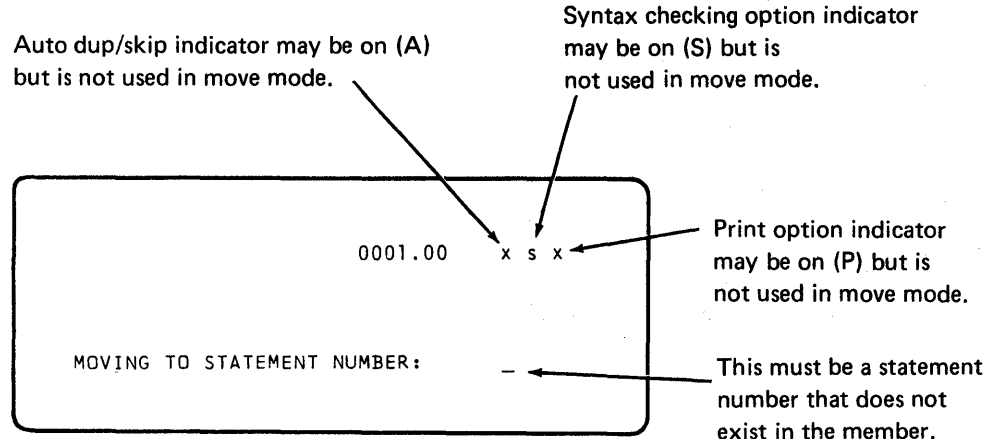 Syntax checking option indicator
may be on (S) but is
not used in move mode.
Auto dup/skip indicator may be on (A)
but is not used in move mode.
0001.00 x s x
Print option indicator
may be on (P) but is
not used in move mode.
MOVING TO STATEMENT NUMBER: _
This must be a statement
number that does not
exist in the member.